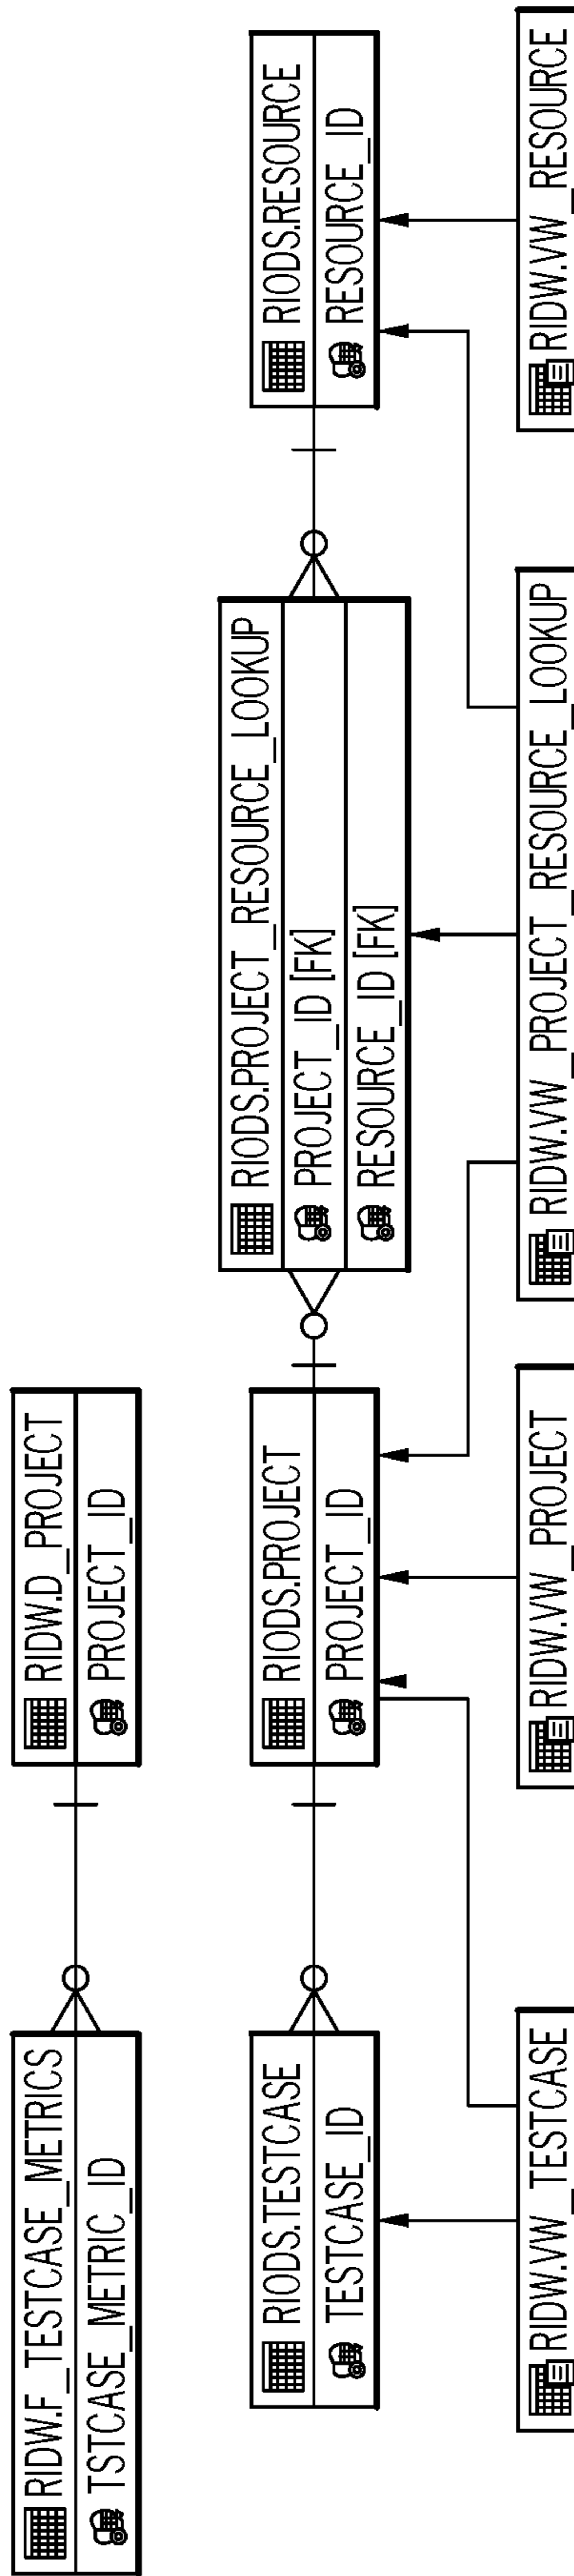 RIDW.F_TESTCASE_METRICS
TSTCASE_METRIC_ID
RIDW.D_PROJECT
PROJECT_ID
RIODS.TESTCASE
TESTCASE_ID
RIODS.PROJECT
PROJECT_ID
RIODS.PROJECT_RESOURCE_LOOKUP
PROJECT_ID [FK]
RESOURCE_ID [FK]
RIODS.RESOURCE
RESOURCE_ID
RIDW.VW_TESTCASE
RIDW.VW_PROJECT
RIDW.VW_PROJECT_RESOURCE_LOOKUP
RIDW.VW_RESOURCE